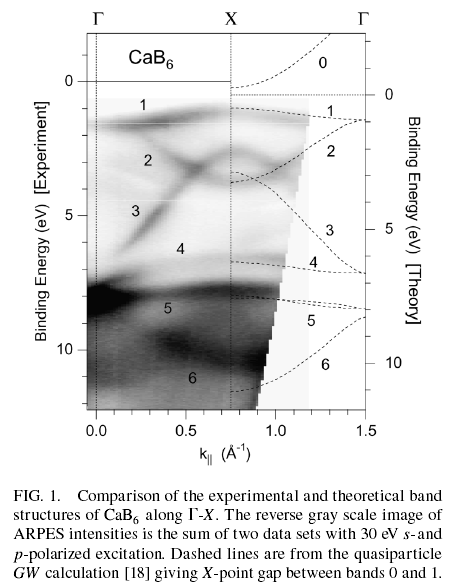 Γ X Γ
CaB6
0 0
0
1 1
2 2
3 3
5 5
4 4
5 5
6 6
10 10
Binding Energy (eV) [Experiment]
Binding Energy (eV) [Theory]
0.0 0.5 1.0 1.5
k|| (Å-1)
FIG. 1. Comparison of the experimental and theoretical band
structures of CaB6 along Γ-X. The reverse gray scale image of
ARPES intensities is the sum of two data sets with 30 eV s- and
p-polarized excitation. Dashed lines are from the quasiparticle
GW calculation [18] giving X-point gap between bands 0 and 1.